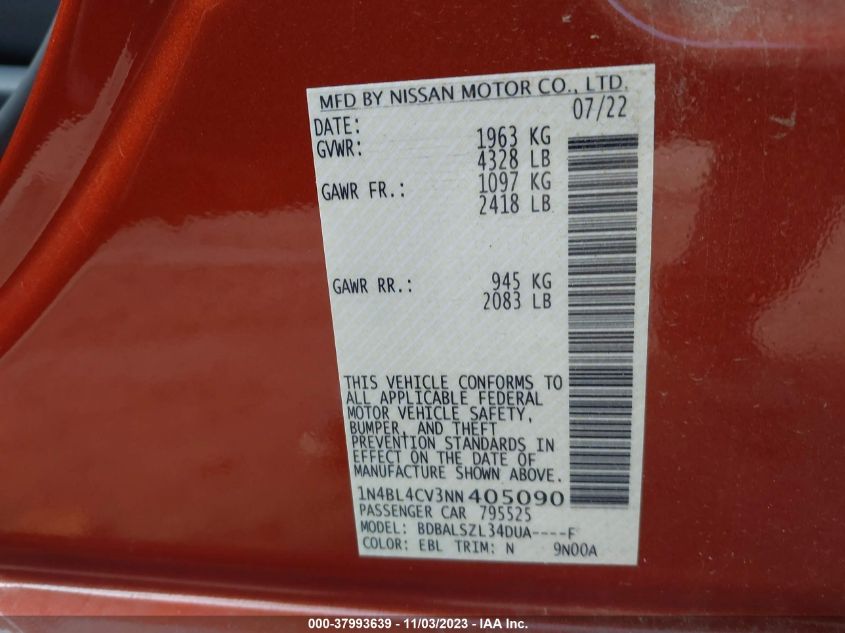 MFD BY NISSAN MOTOR CO., LTD.
DATE: 07/22
GVWR: 1963 KG
4328 LB
GAWR FR.: 1097 KG
2418 LB
GAWR RR.: 945 KG
2083 LB
THIS VEHICLE CONFORMS TO
ALL APPLICABLE FEDERAL
MOTOR VEHICLE SAFETY,
BUMPER, AND THEFT
PREVENTION STANDARDS IN
EFFECT ON THE DATE OF
MANUFACTURE SHOWN ABOVE.
1N4BL4CV3NN405090
PASSENGER CAR 795525
MODEL: BDBALSZL34DUA----F
COLOR: EBL TRIM: N 9N00A
000-37993639 - 11/03/2023 - IAA Inc.